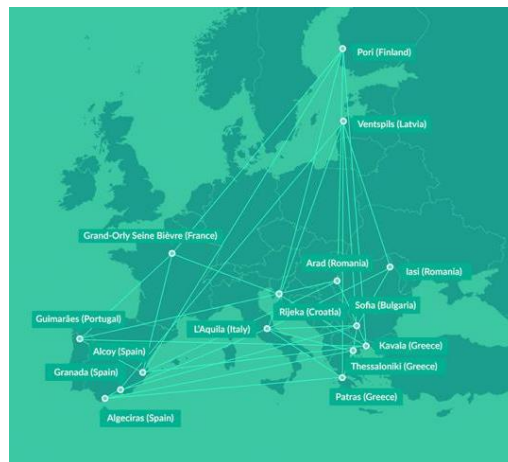 Pori (Finland)
Ventspils (Latvia)
Grand-Orly Seine Bièvre (France)
Arad (Romania)
Iasi (Romania)
Rijeka (Croatia)
Sofia (Bulgaria)
Guimarães (Portugal)
L'Aquila (Italy)
Alcoy (Spain)
Kavala (Greece)
Granada (Spain)
Thessaloniki (Greece)
Patras (Greece)
Algeciras (Spain)